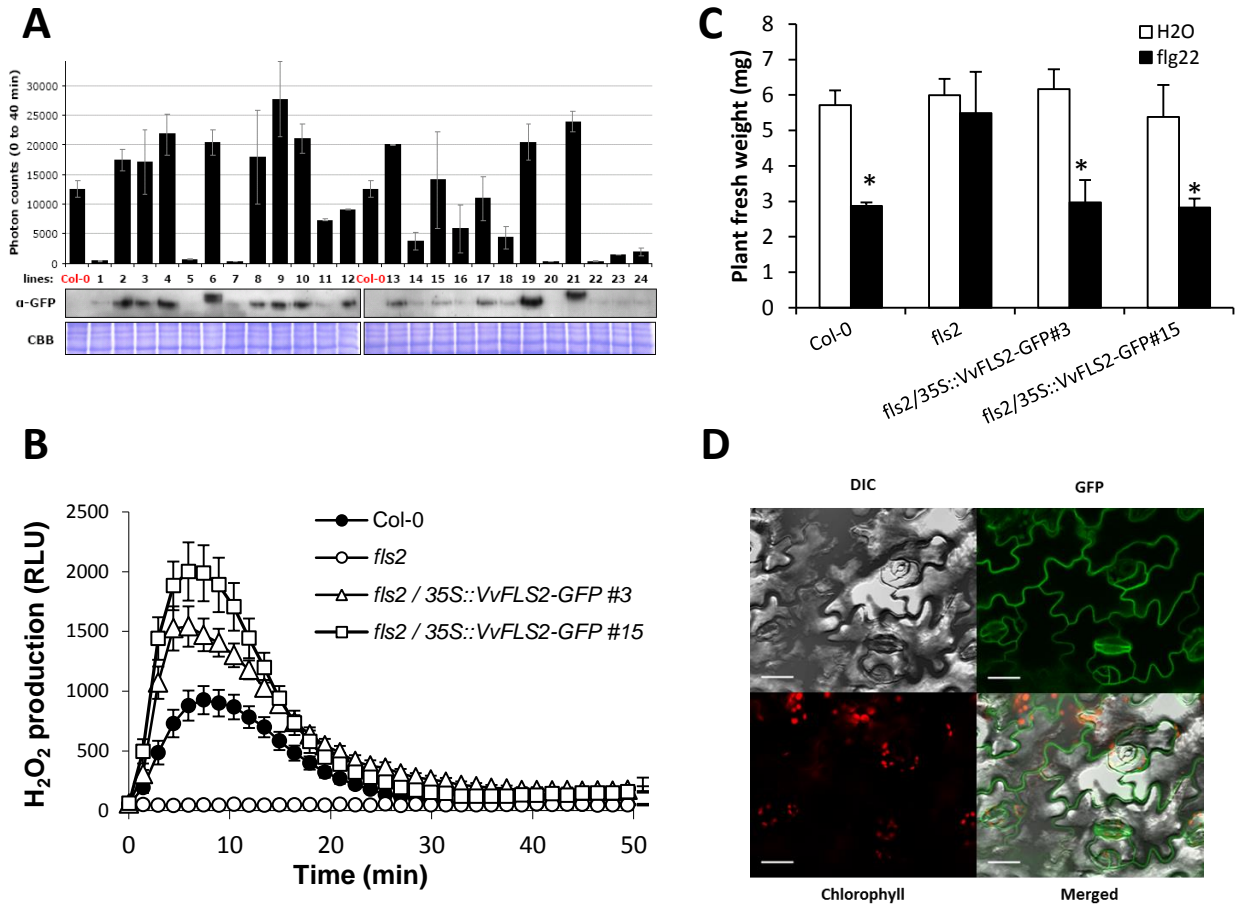 A
Photon counts (0 to 40 min)
30000
25000
20000
15000
10000
5000
0
lines: Col-0 1 2 3 4 5 6 7 8 9 10 11 12 Col-0 13 14 15 16 17 18 19 20 21 22 23 24
α-GFP
CBB
B
H2O2 production (RLU)
2500
2000
1500
1000
500
0
0 10 20 30 40 50
Time (min)
Col-0
fls2
fls2 / 35S::VvFLS2-GFP #3
fls2 / 35S::VvFLS2-GFP #15
C
Plant fresh weight (mg)
8
7
6
5
4
3
2
1
0
H2O
flg22
*
*
*
Col-0
fls2
fls2/35S::VvFLS2-GFP#3
fls2/35S::VvFLS2-GFP#15
D
DIC GFP
Chlorophyll Merged